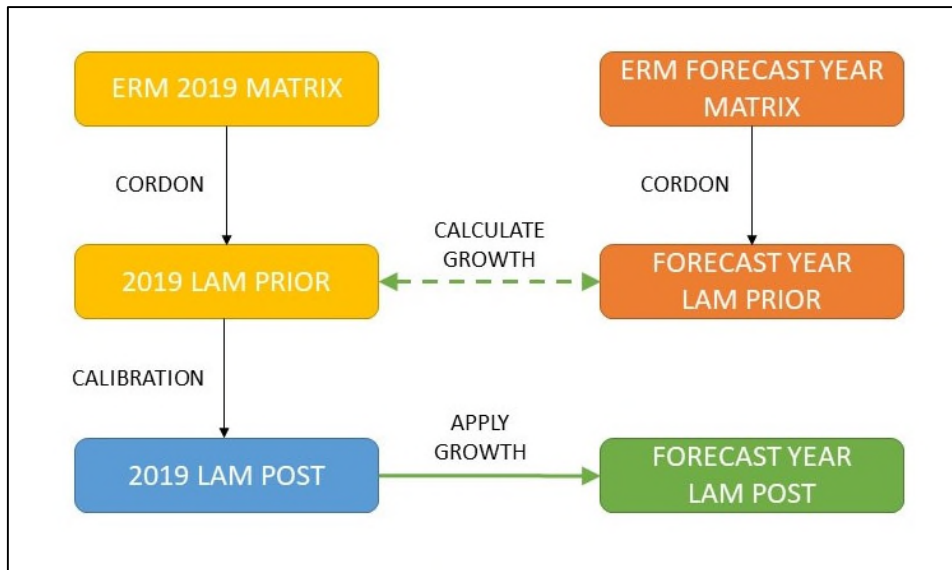 ERM 2019 MATRIX
ERM FORECAST YEAR
MATRIX
CORDON
CORDON
CALCULATE
GROWTH
2019 LAM PRIOR
FORECAST YEAR
LAM PRIOR
CALIBRATION
APPLY
GROWTH
2019 LAM POST
FORECAST YEAR
LAM POST